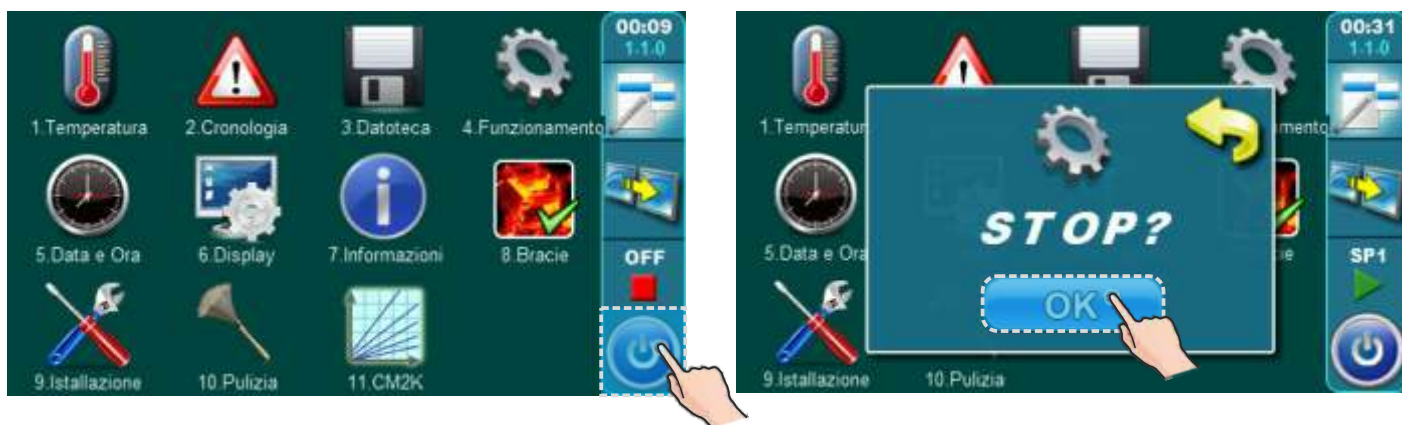 00:09
1.1.0
1.Temperatura 2.Cronologia 3.Datoteca 4.Funzionamento
5.Data e Ora 6.Display 7.Informazioni 8.Bracie
OFF
9.Istallazione 10.Pulizia 11.CM2K
00:31
1.1.0
1.Temperatur mento
STOP?
5.Data e Ora ie
SP1
OK
9.Istallazione 10.Pulizia